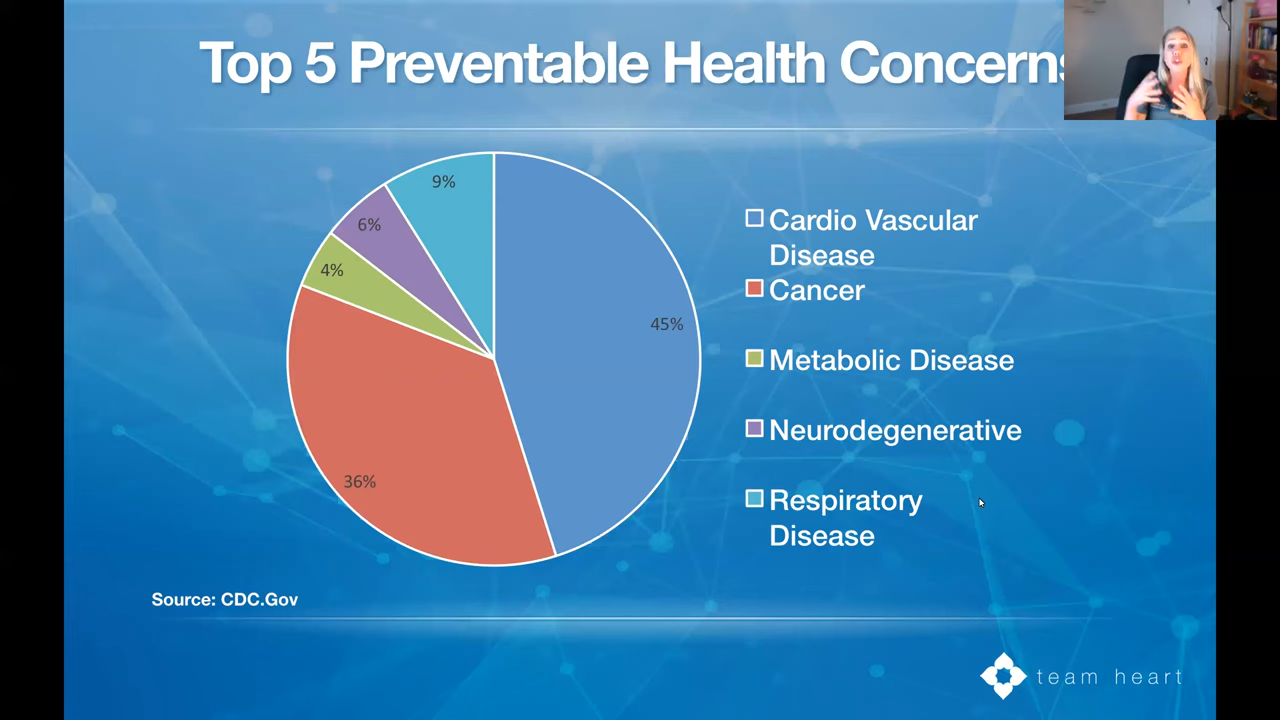 Top 5 Preventable Health Concerns
9%
6%
4%
45%
36%
Cardio Vascular
Disease
Cancer
Metabolic Disease
Neurodegenerative
Respiratory
Disease
Source: CDC.Gov
team heart